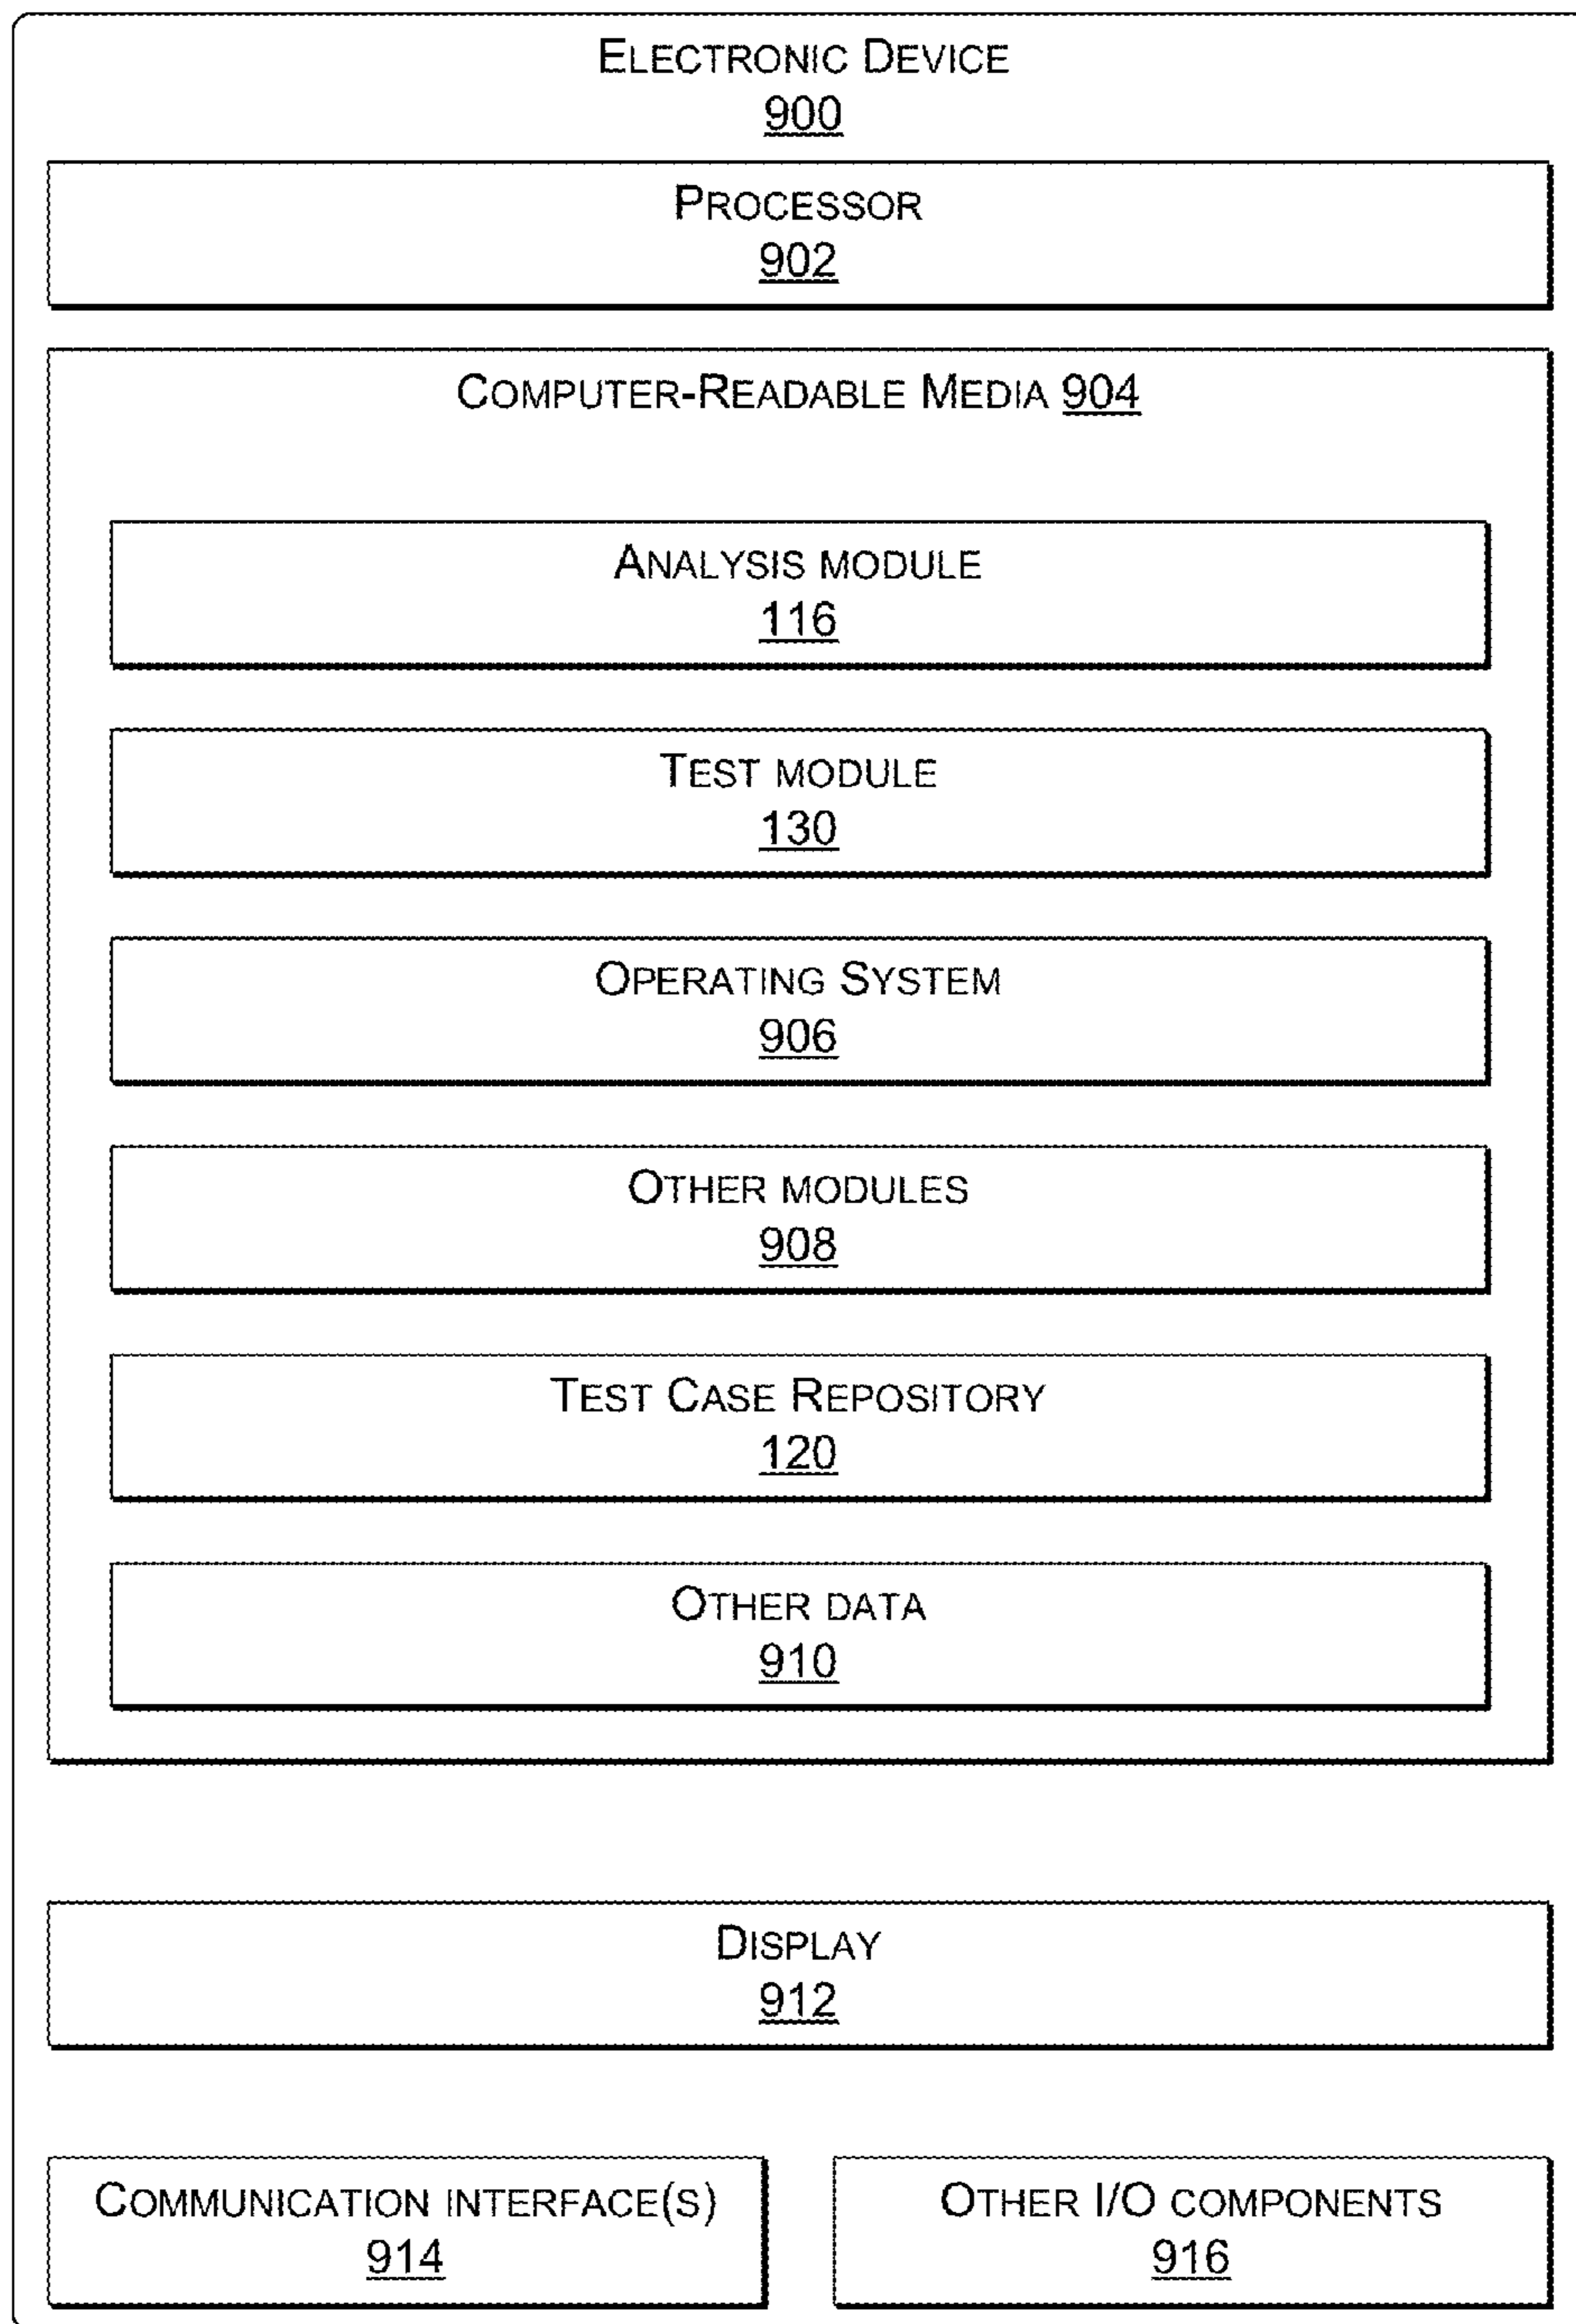 ELECTRONIC DEVICE
900
PROCESSOR
902
COMPUTER-READABLE MEDIA 904
ANALYSIS MODULE
116
TEST MODULE
130
OPERATING SYSTEM
906
OTHER MODULES
908
TEST CASE REPOSITORY
120
OTHER DATA
910
DISPLAY
912
COMMUNICATION INTERFACE(S)
914
OTHER I/O COMPONENTS
916